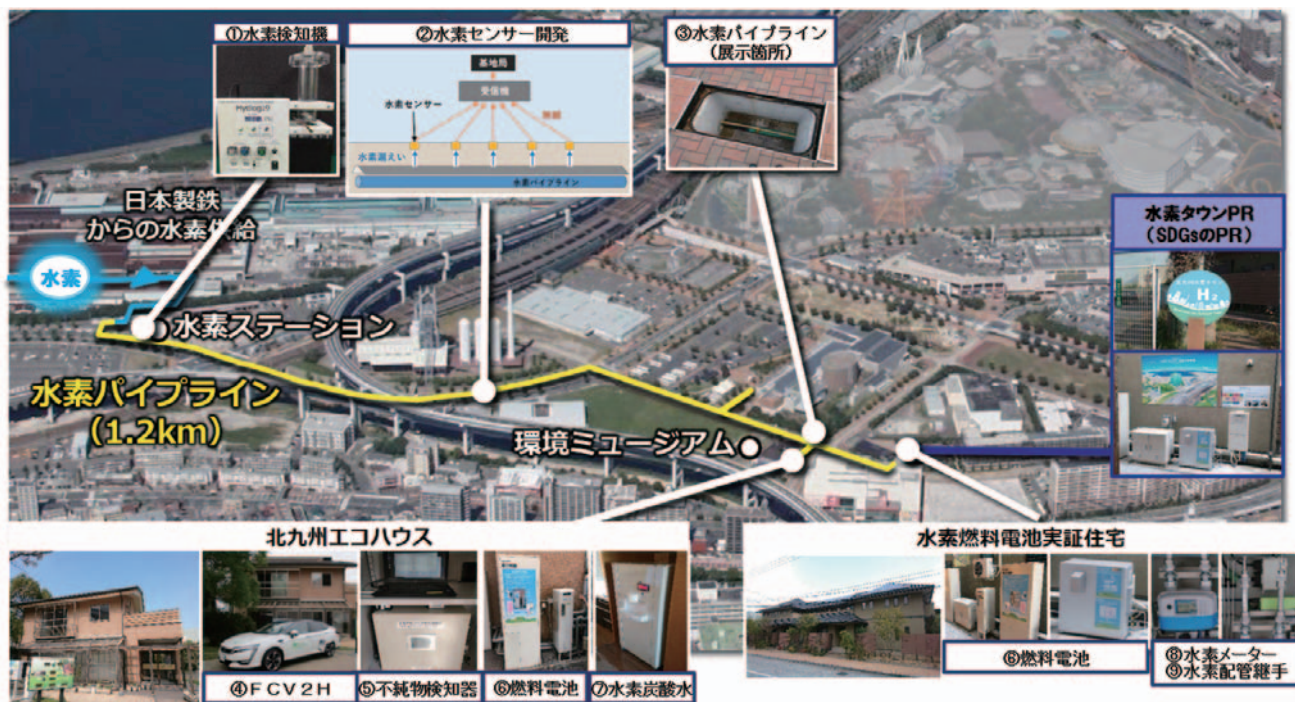 ①水素検知機
②水素センサー開発
基地局
受信機
水素センサー
無線
水素漏えい
水素パイプライン
③水素パイプライン
(展示箇所)
日本製鉄
からの水素供給
水素
水素ステーション
水素パイプライン
(1.2km)
環境ミュージアム
水素タウンPR
(SDGsのPR)
H2
北九州エコハウス
④FCV2H
⑤不純物検知器
⑥燃料電池
⑦水素炭酸水
水素燃料電池実証住宅
⑥燃料電池
⑧水素メーター
⑨水素配管継手